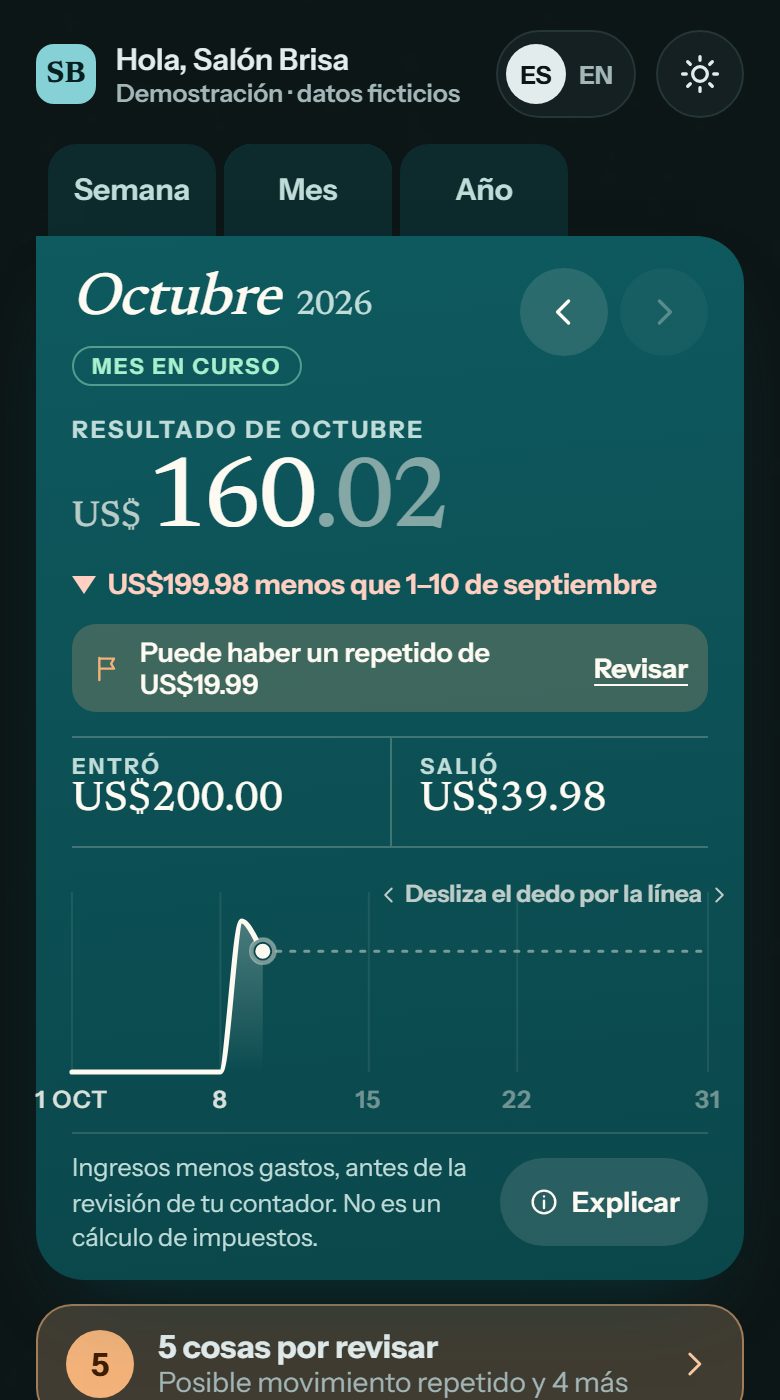 SB
Hola, Salón Brisa
Demostración · datos ficticios
ES EN
Semana Mes Año
Octubre 2026
MES EN CURSO
RESULTADO DE OCTUBRE
US$ 160.02
US$199.98 menos que 1–10 de septiembre
Puede haber un repetido de
US$19.99
Revisar
ENTRÓ
US$200.00
SALIÓ
US$39.98
Desliza el dedo por la línea
1 OCT 8 15 22 31
Ingresos menos gastos, antes de la
revisión de tu contador. No es un
cálculo de impuestos.
Explicar
5
5 cosas por revisar
Posible movimiento repetido y 4 más